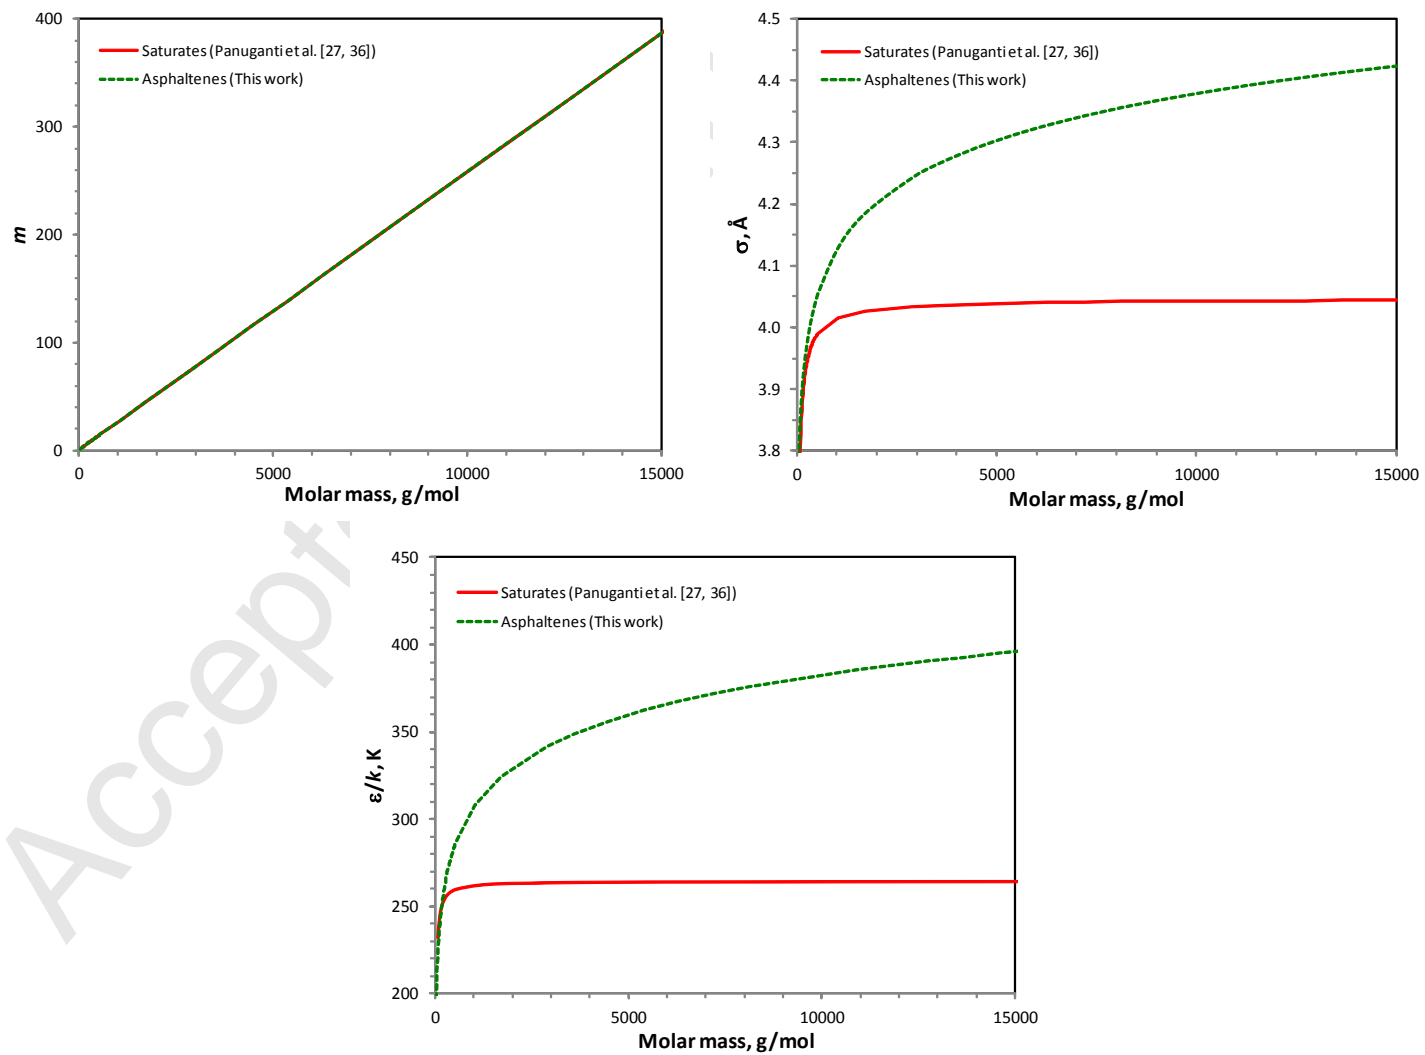 400
300
200
100
0
m
Saturates (Panuganti et al. [27, 36])
Asphaltenes (This work)
0 5000 10000 15000
Molar mass, g/mol
4.5
4.4
4.3
4.2
4.1
4.0
3.9
3.8
σ, Å
Saturates (Panuganti et al. [27, 36])
Asphaltenes (This work)
0 5000 10000 15000
Molar mass, g/mol
450
400
350
300
250
200
ε/k, K
Saturates (Panuganti et al. [27, 36])
Asphaltenes (This work)
0 5000 10000 15000
Molar mass, g/mol